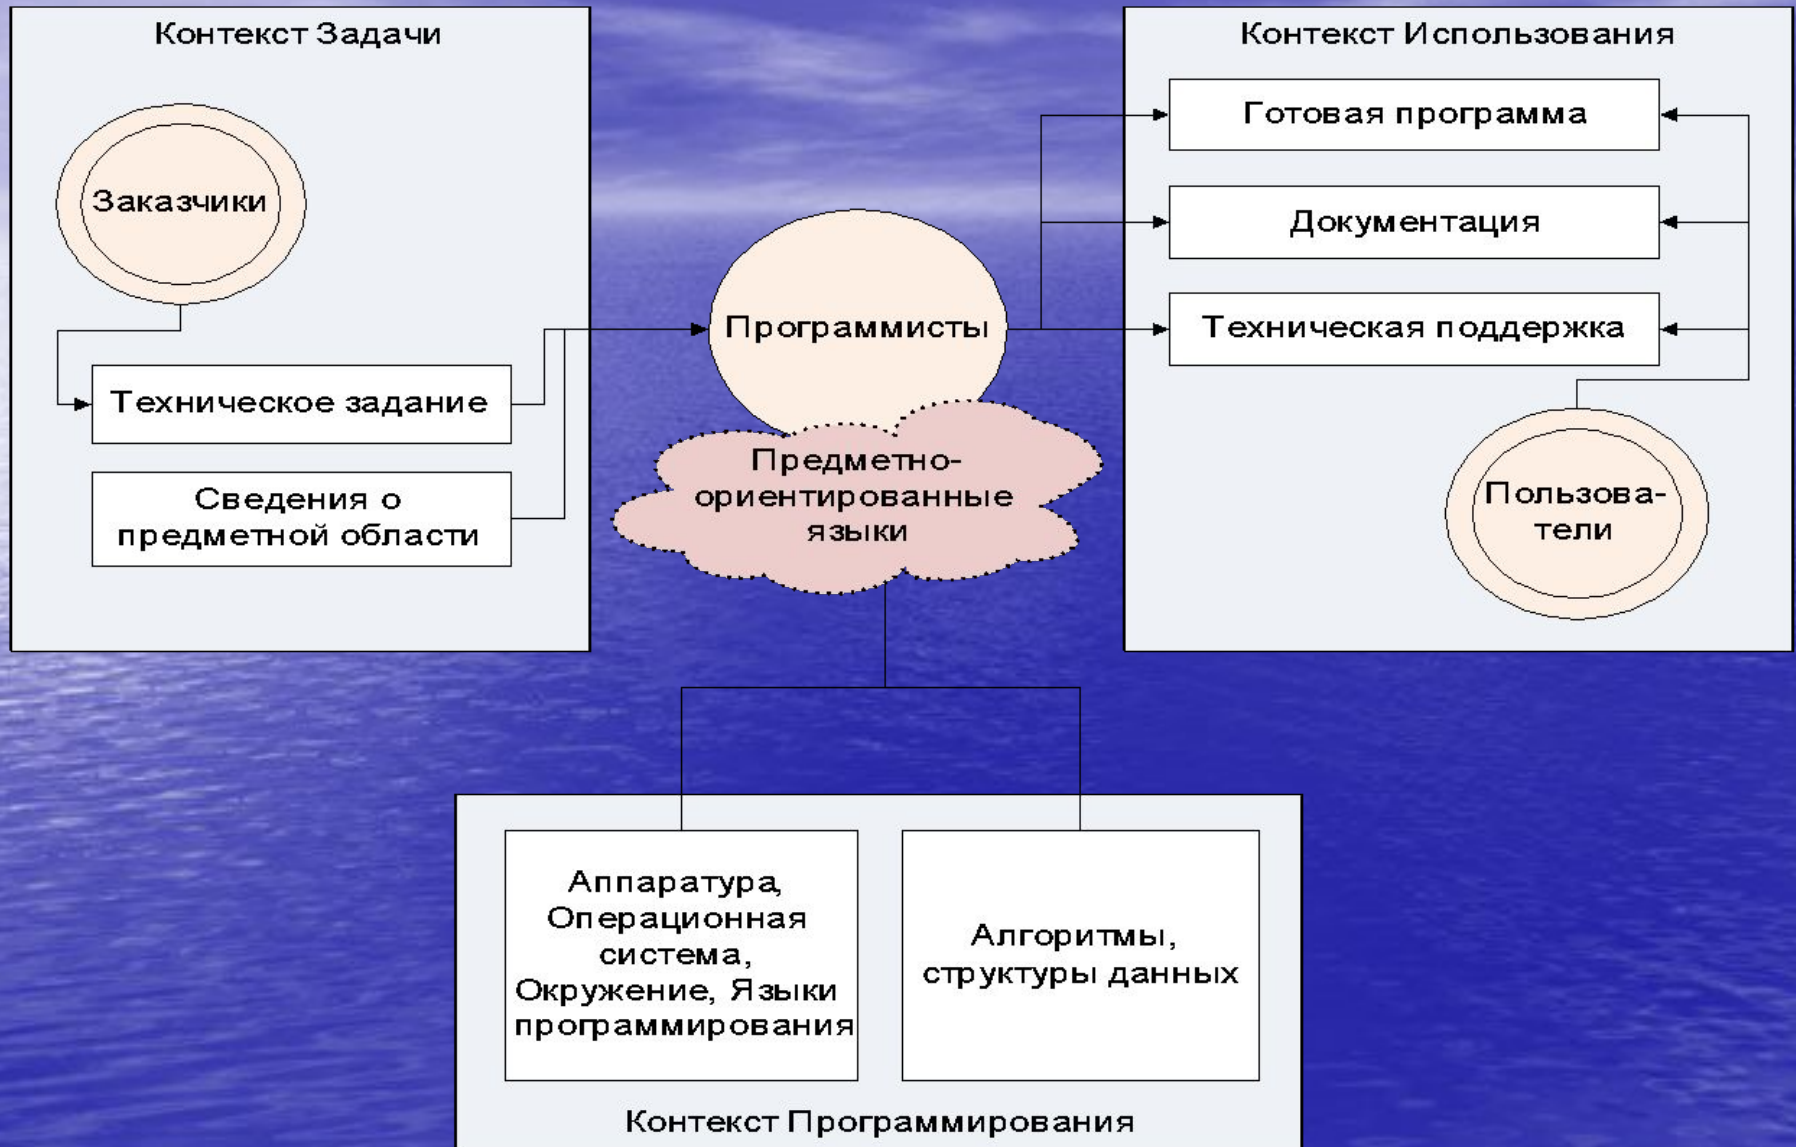 Контекст Задачи
Заказчики
Техническое задание
Сведения о
предметной области
Программисты
Предметно-
ориентированные
языки
Контекст Использования
Готовая программа
Документация
Техническая поддержка
Пользова-
тели
Аппаратура,
Операционная
система,
Окружение, Языки
программирования
Алгоритмы,
структуры данных
Контекст Программирования